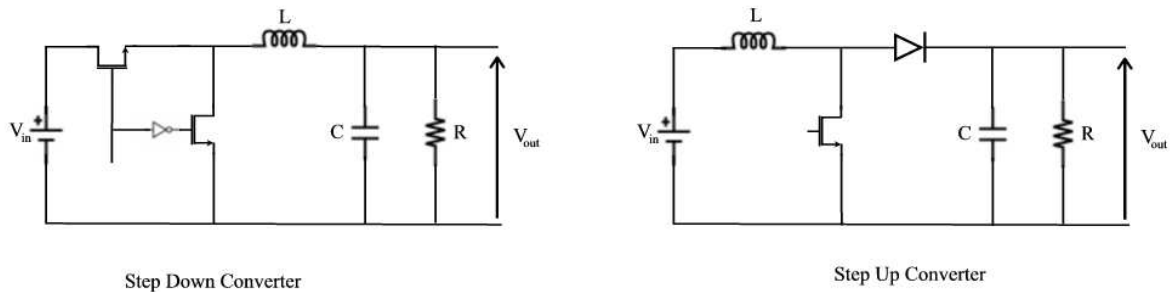 L
V_in
+
C
R
V_out
Step Down Converter
L
V_in
+
C
R
V_out
Step Up Converter